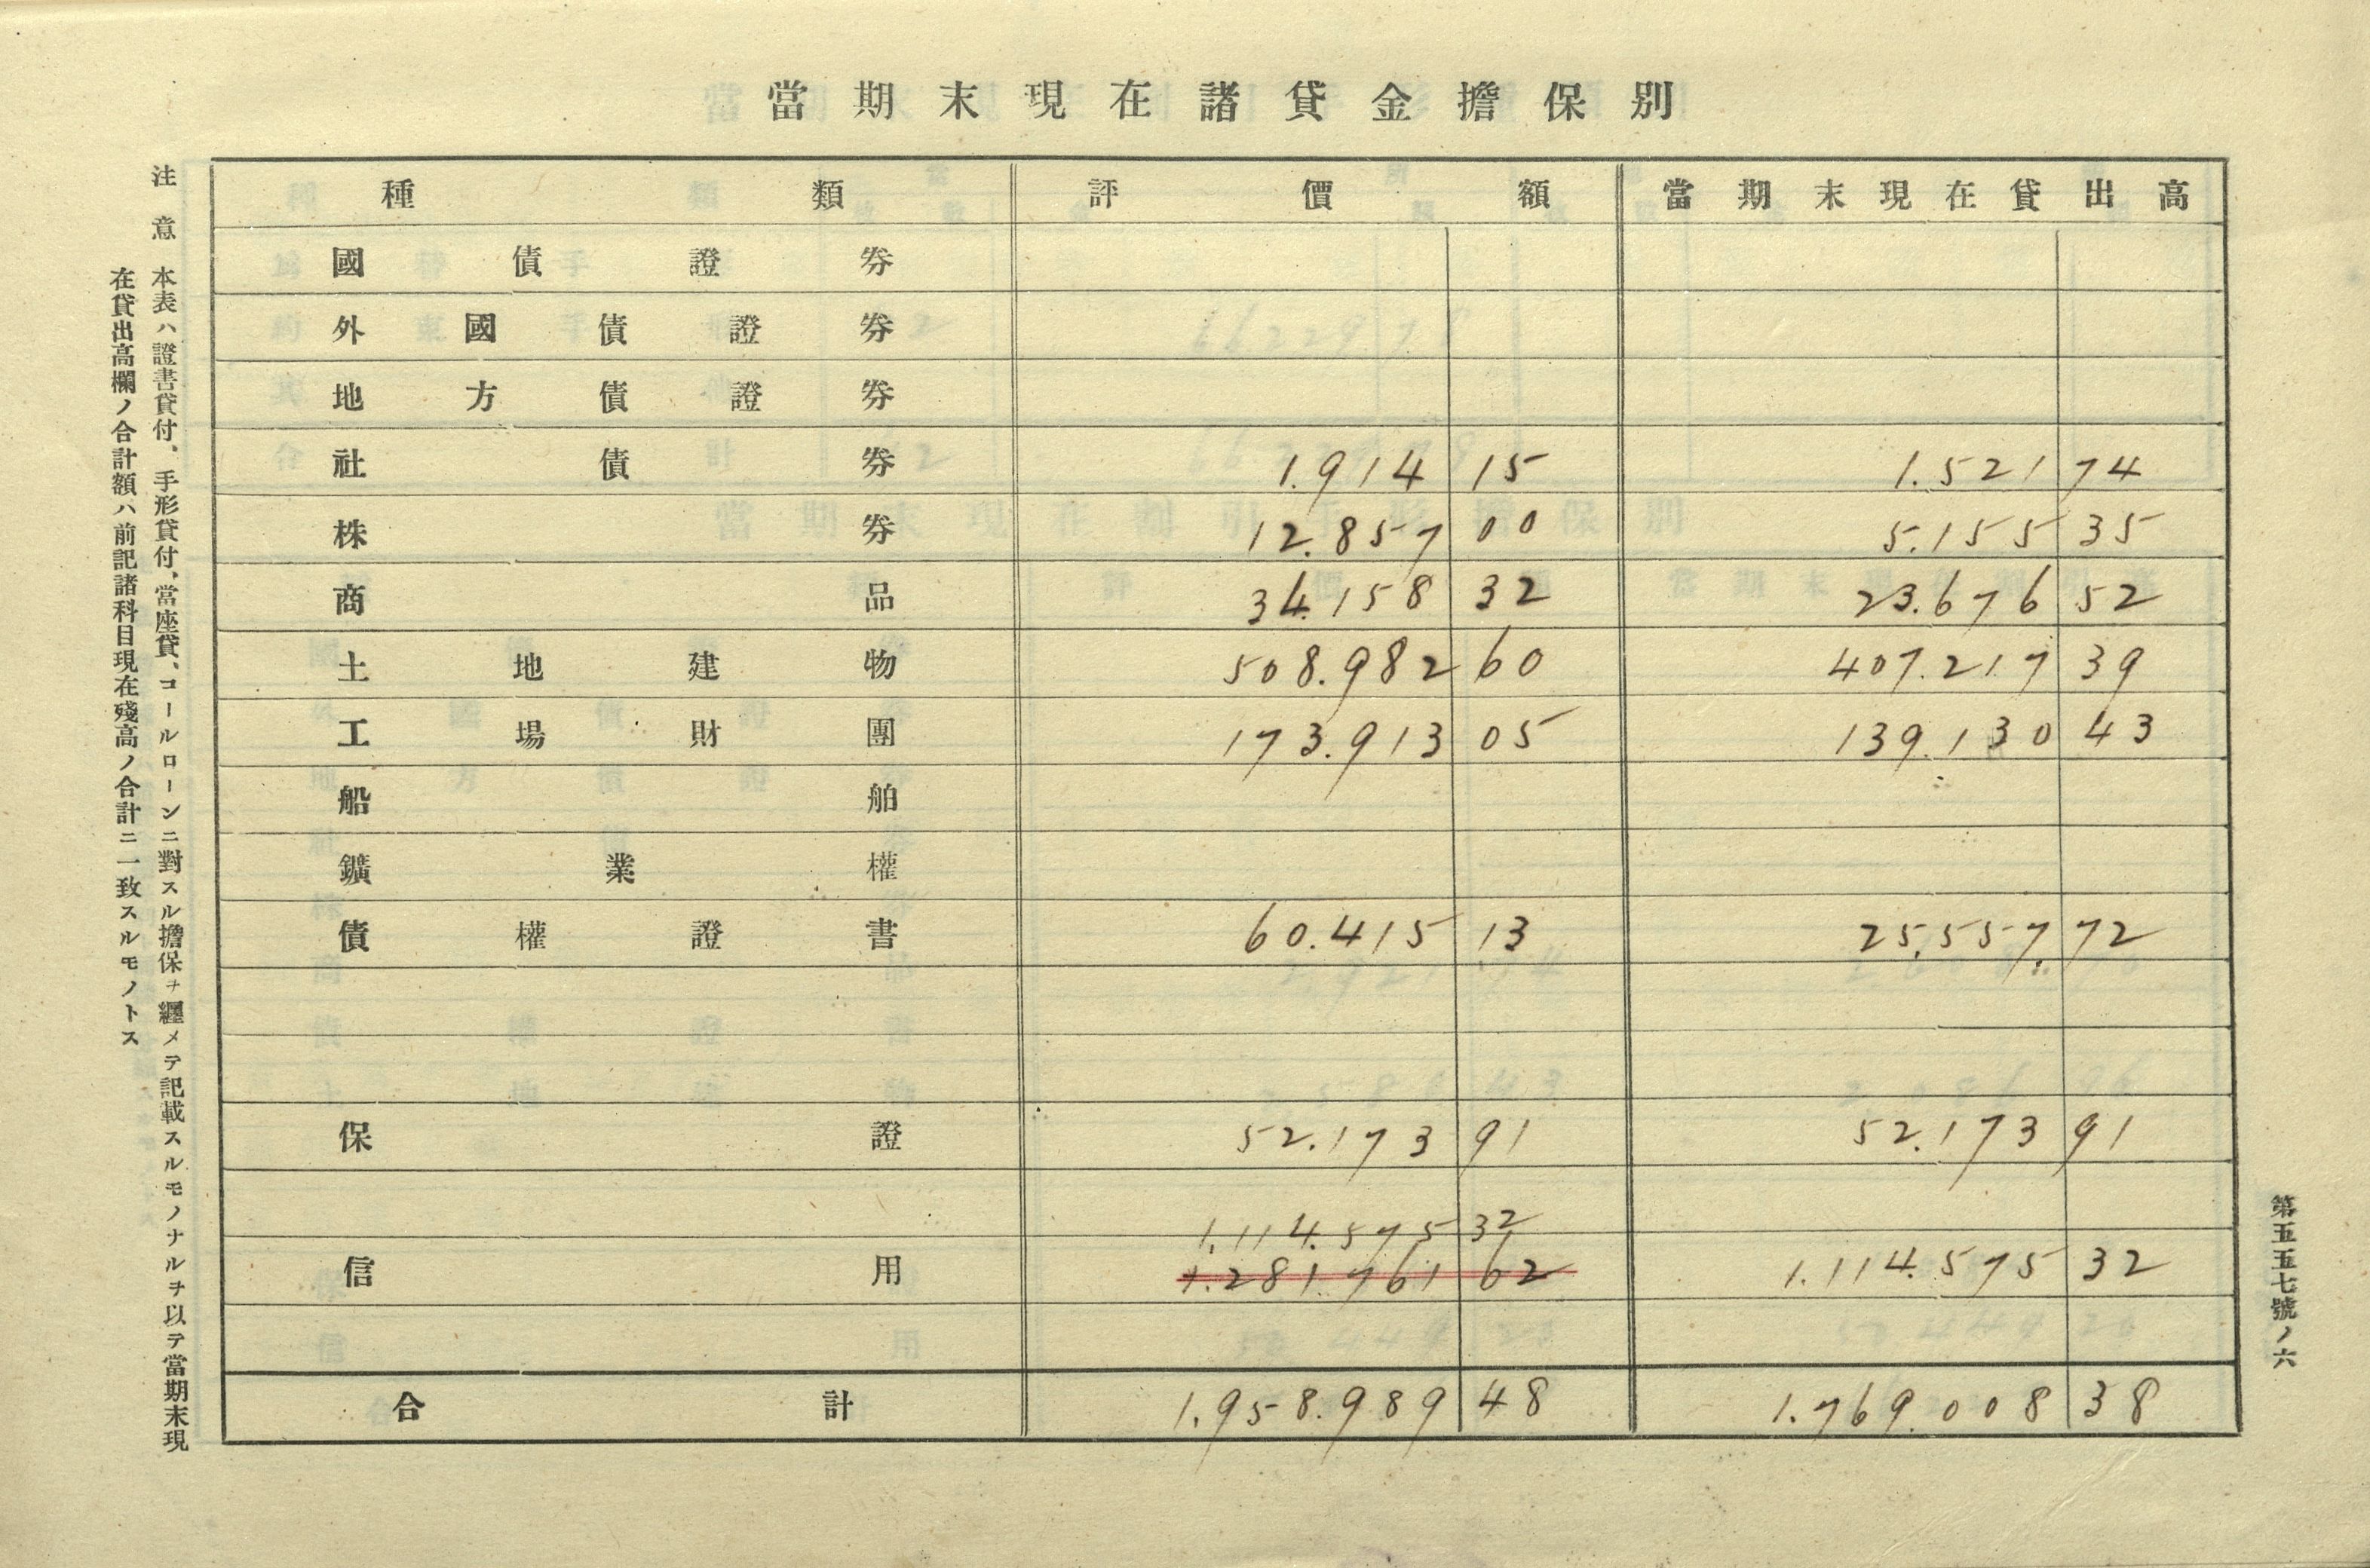 當期末現在諸貸金擔保別
種類 評價額 當期末現在貸出高
國債證券
外國債證券
地方債證券
社債券 1.914 15 1.521 74
株券 12.857 00 5.155 35
商品 34.158 32 23.676 52
土地建物 508.982 60 407.217 39
工場財團 173.913 05 139.130 43
船舶
鑛業權
債權證書 60.415 13 25.557 72
保證 52.173 91 52.173 91
1.114.575 32
信用 1.281.761 62 1.114.575 32
合計 1.958.989 48 1.769.008 38
注意 本表ハ證書貸付、手形貸付、當座貸、コールローンニ對スル擔保ヲ纒メテ記載スルモノナルヲ以テ當期末現
在貸出高欄ノ合計額ハ前記諸科目現在殘高ノ合計ニ一致スルモノトス
第五五七號ノ六